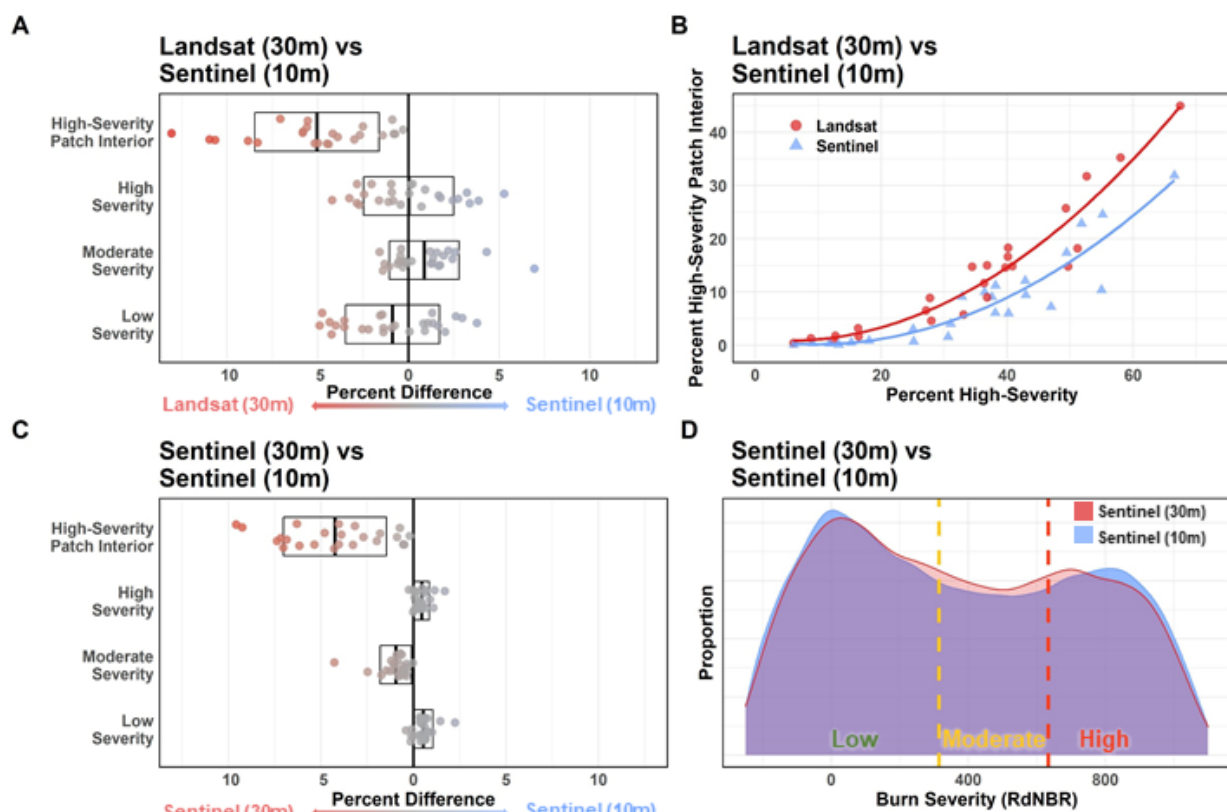 A
Landsat (30m) vs
Sentinel (10m)
High-Severity
Patch Interior
High
Severity
Moderate
Severity
Low
Severity
10 5 0 5 10
Percent Difference
Landsat (30m) Sentinel (10m)
B
Landsat (30m) vs
Sentinel (10m)
Percent High-Severity Patch Interior
40
30
20
10
0
Landsat
Sentinel
0 20 40 60
Percent High-Severity
C
Sentinel (30m) vs
Sentinel (10m)
High-Severity
Patch Interior
High
Severity
Moderate
Severity
Low
Severity
10 5 0 5 10
Percent Difference
Sentinel (30m) Sentinel (10m)
D
Sentinel (30m) vs
Sentinel (10m)
Proportion
Sentinel (30m)
Sentinel (10m)
Low Moderate High
0 400 800
Burn Severity (RdNBR)